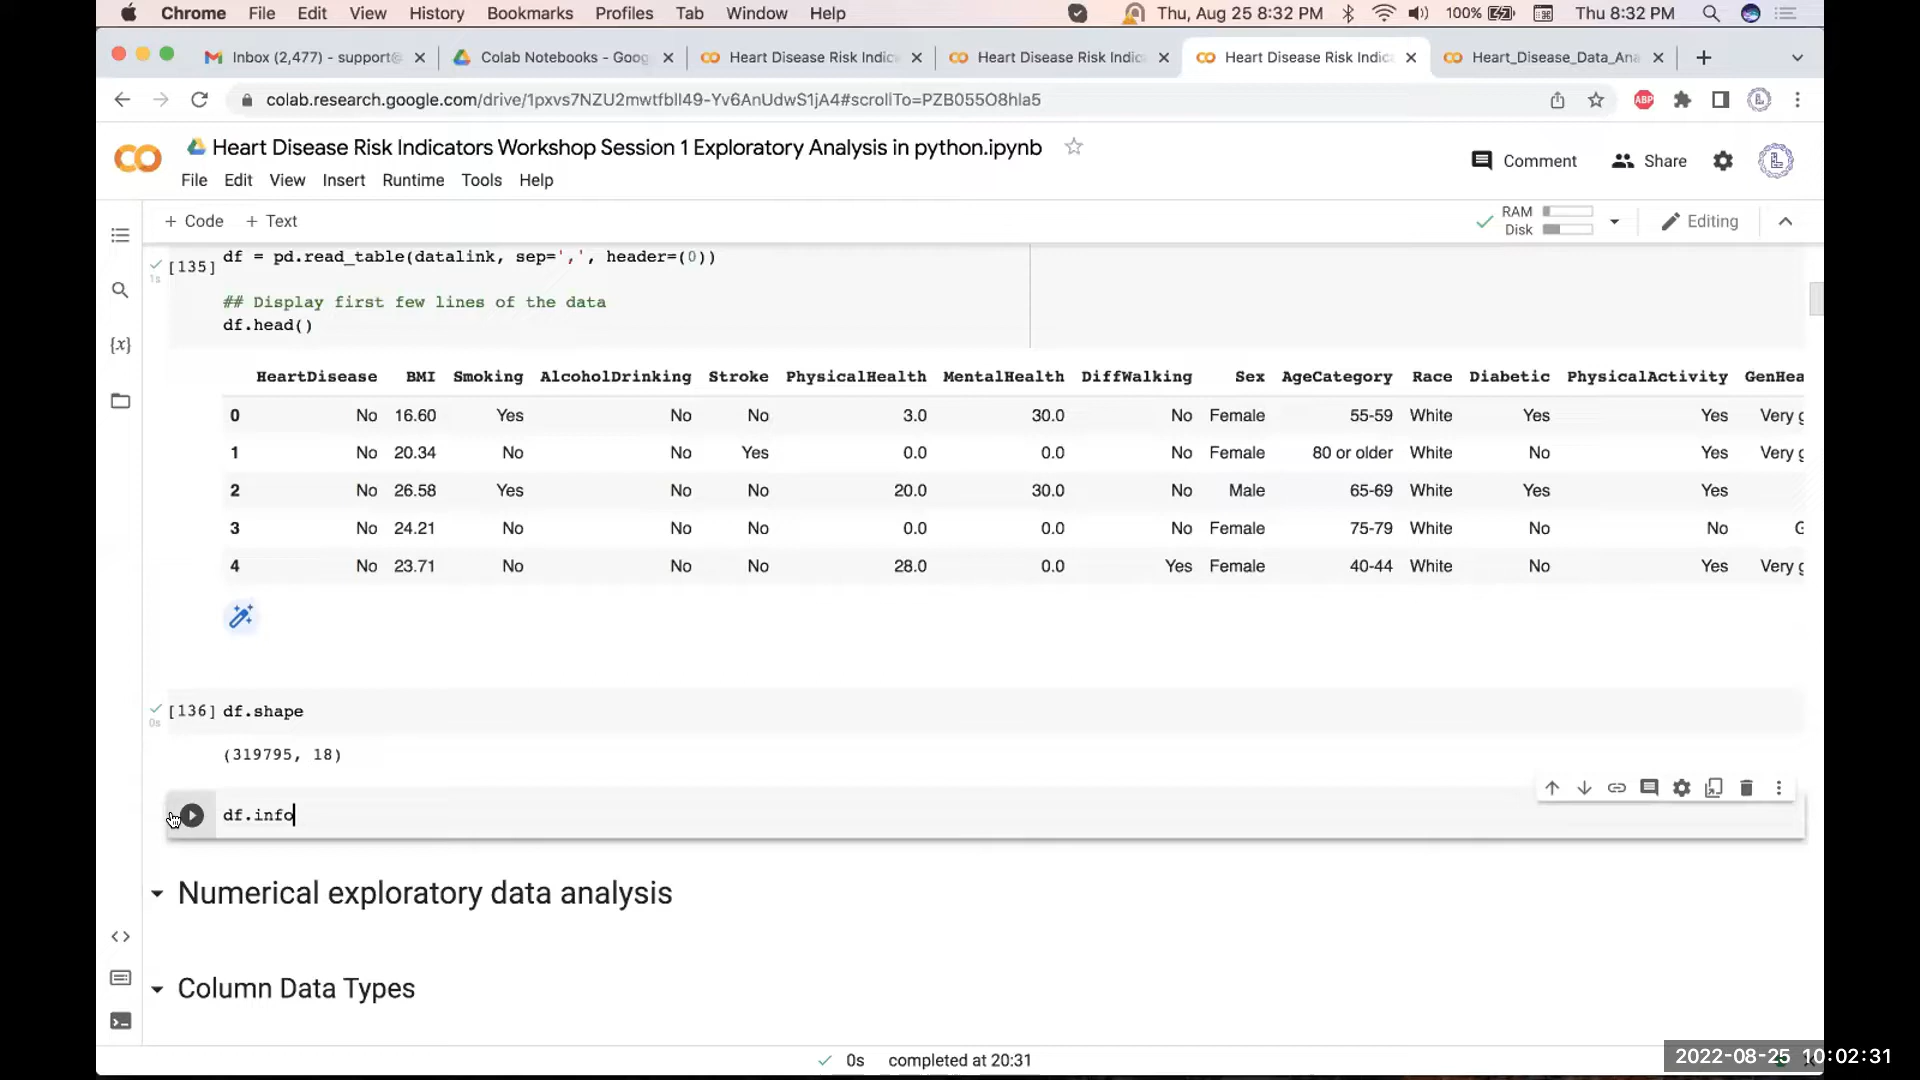 Chrome File Edit View History Bookmarks Profiles Tab Window Help Thu, Aug 25 8:32 PM 100% Thu 8:32 PM
Inbox (2,477) - support@ Colab Notebooks - Goog Heart Disease Risk Indic Heart Disease Risk Indic Heart Disease Risk Indica Heart_Disease_Data_Ana
colab.research.google.com/drive/1pxvs7NZU2mwtfbll49-Yv6AnUdwS1jA4#scrollTo=PZB055O8hla5 ABP
Heart Disease Risk Indicators Workshop Session 1 Exploratory Analysis in python.ipynb
Comment Share
File Edit View Insert Runtime Tools Help
+ Code + Text RAM Disk Editing
[135] df = pd.read_table(datalink, sep=',', header=(0))
1s
## Display first few lines of the data
df.head()
{x}
HeartDisease BMI Smoking AlcoholDrinking Stroke PhysicalHealth MentalHealth DiffWalking Sex AgeCategory Race Diabetic PhysicalActivity GenHea
0 No 16.60 Yes No No 3.0 30.0 No Female 55-59 White Yes Yes Very g
1 No 20.34 No No Yes 0.0 0.0 No Female 80 or older White No Yes Very g
2 No 26.58 Yes No No 20.0 30.0 No Male 65-69 White Yes Yes
3 No 24.21 No No No 0.0 0.0 No Female 75-79 White No No G
4 No 23.71 No No No 28.0 0.0 Yes Female 40-44 White No Yes Very g
[136] df.shape
0s
(319795, 18)
df.info
Numerical exploratory data analysis
Column Data Types
0s completed at 20:31
2022-08-25 10:02:31